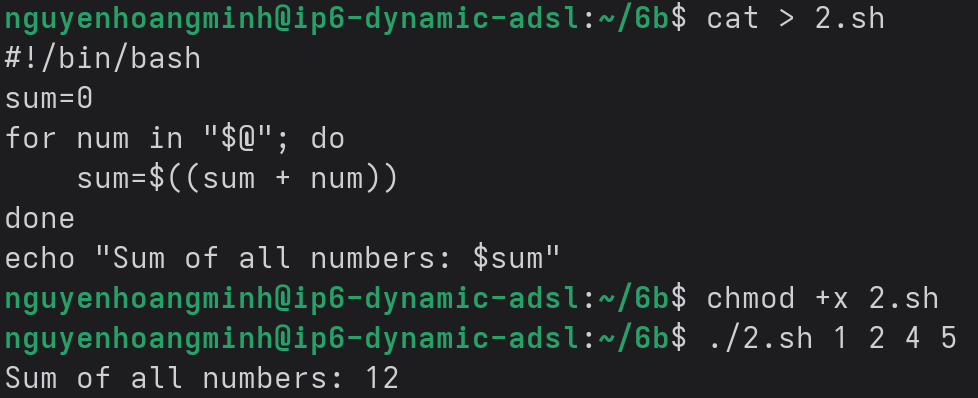 nguyenhoangminh@ip6-dynamic-adsl:~/6b$ cat > 2.sh
#!/bin/bash
sum=0
for num in "$@"; do
    sum=$((sum + num))
done
echo "Sum of all numbers: $sum"
nguyenhoangminh@ip6-dynamic-adsl:~/6b$ chmod +x 2.sh
nguyenhoangminh@ip6-dynamic-adsl:~/6b$ ./2.sh 1 2 4 5
Sum of all numbers: 12